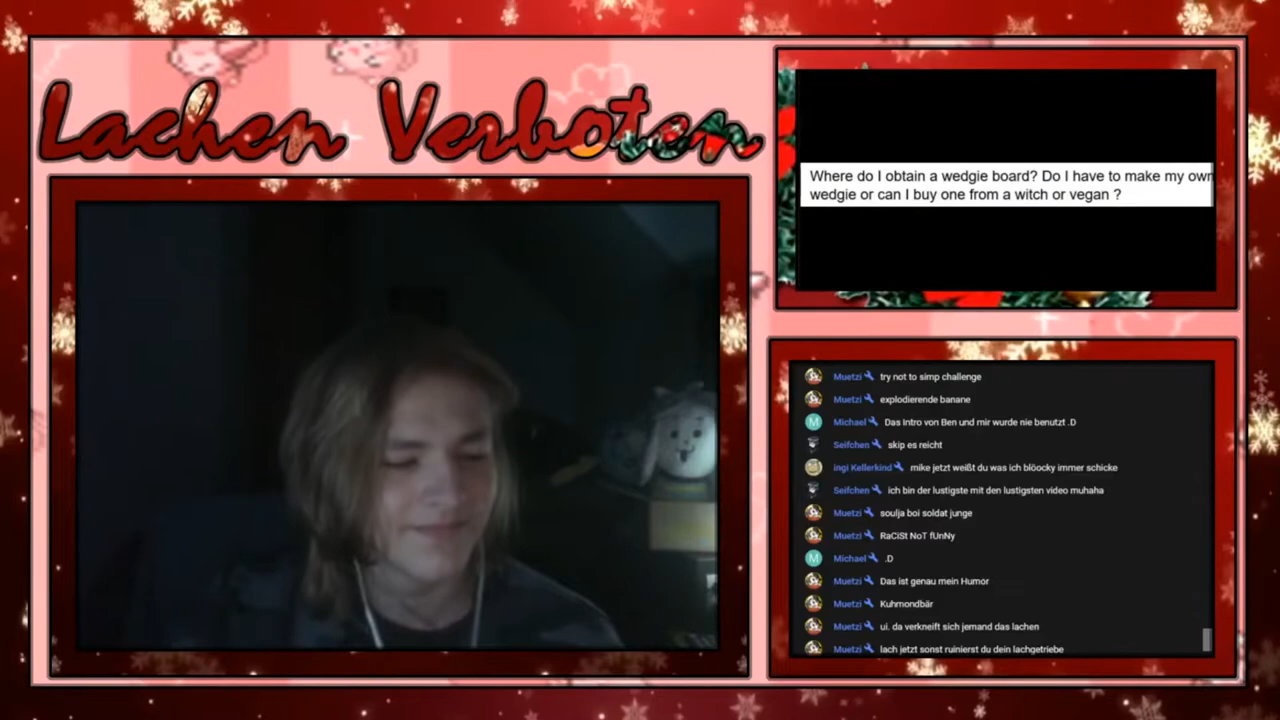 Lachen Verboten
Where do I obtain a wedgie board? Do I have to make my own
wedgie or can I buy one from a witch or vegan ?
Muetzi try not to simp challenge
Muetzi explodierende banane
M Michael Das Intro von Ben und mir wurde nie benutzt .D
Seifchen skip es reicht
ingi Kellerkind mike jetzt weißt du was ich blöocky immer schicke
Seifchen ich bin der lustigste mit den lustigsten video muhaha
Muetzi soulja boi soldat junge
Muetzi RaCiSt NoT fUnNy
M Michael .D
Muetzi Das ist genau mein Humor
Muetzi Kuhmondbär
Muetzi ui. da verkneift sich jemand das lachen
Muetzi lach jetzt sonst ruinierst du dein lachgetriebe